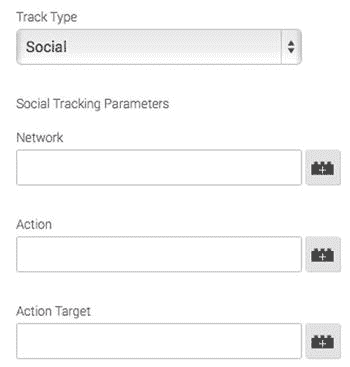 Track Type
Social
Social Tracking Parameters
Network
Action
Action Target